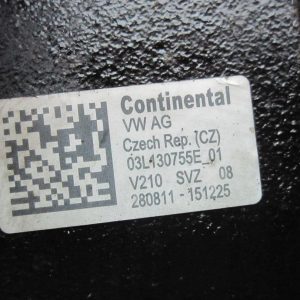 Continental
VW AG
Czech Rep. (CZ)
03L130755E_01
V210 SVZ 08
280811-151225